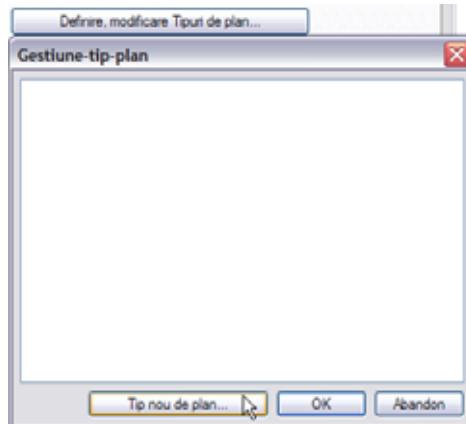 Definire, modificare Tipuri de plan...
Gestiune-tip-plan
Tip nou de plan... OK Abandon